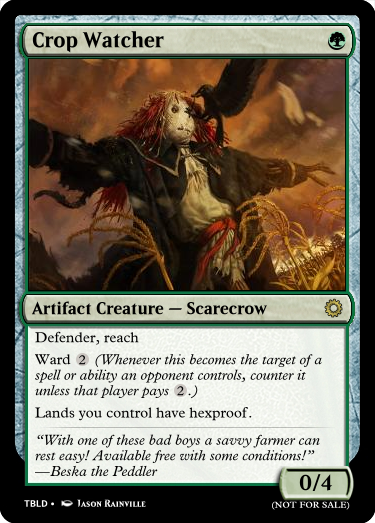 Crop Watcher
Artifact Creature — Scarecrow
Defender, reach
Ward 2 (Whenever this becomes the target of a
spell or ability an opponent controls, counter it
unless that player pays 2.)
Lands you control have hexproof.
“With one of these bad boys a savvy farmer can
rest easy! Available free with some conditions!”
—Beska the Peddler
0/4
TBLD • Jason Rainville
(NOT FOR SALE)